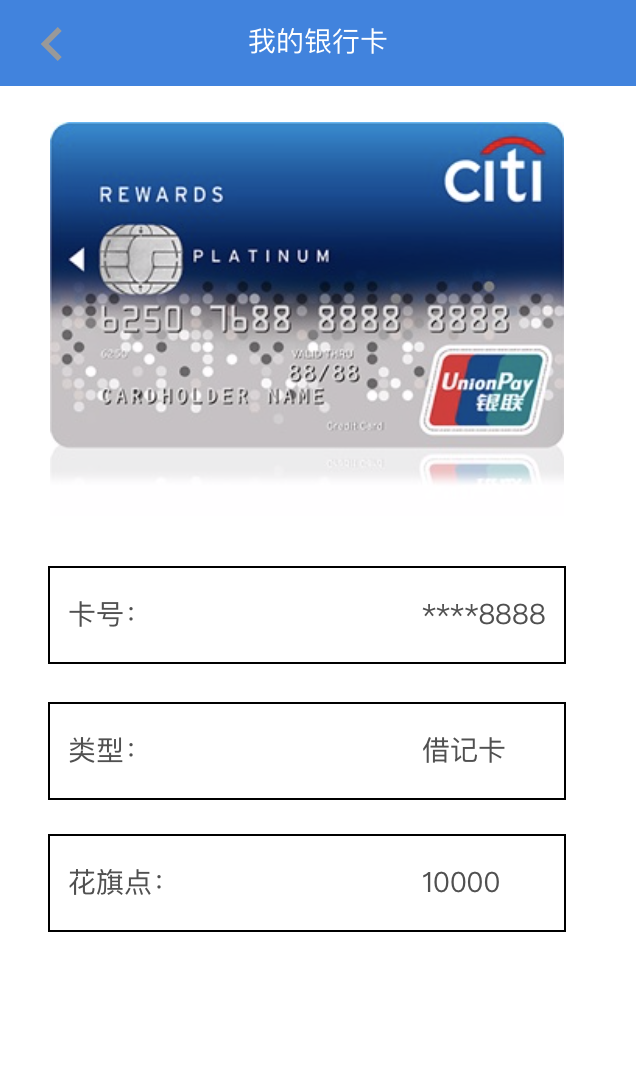 我的银行卡
citi
REWARDS
PLATINUM
6250 7688 8888 8888
6250
VALID THRU
88/88
CARDHOLDER NAME
UnionPay
银联
Credit Card
卡号：
****8888
类型：
借记卡
花旗点：
10000